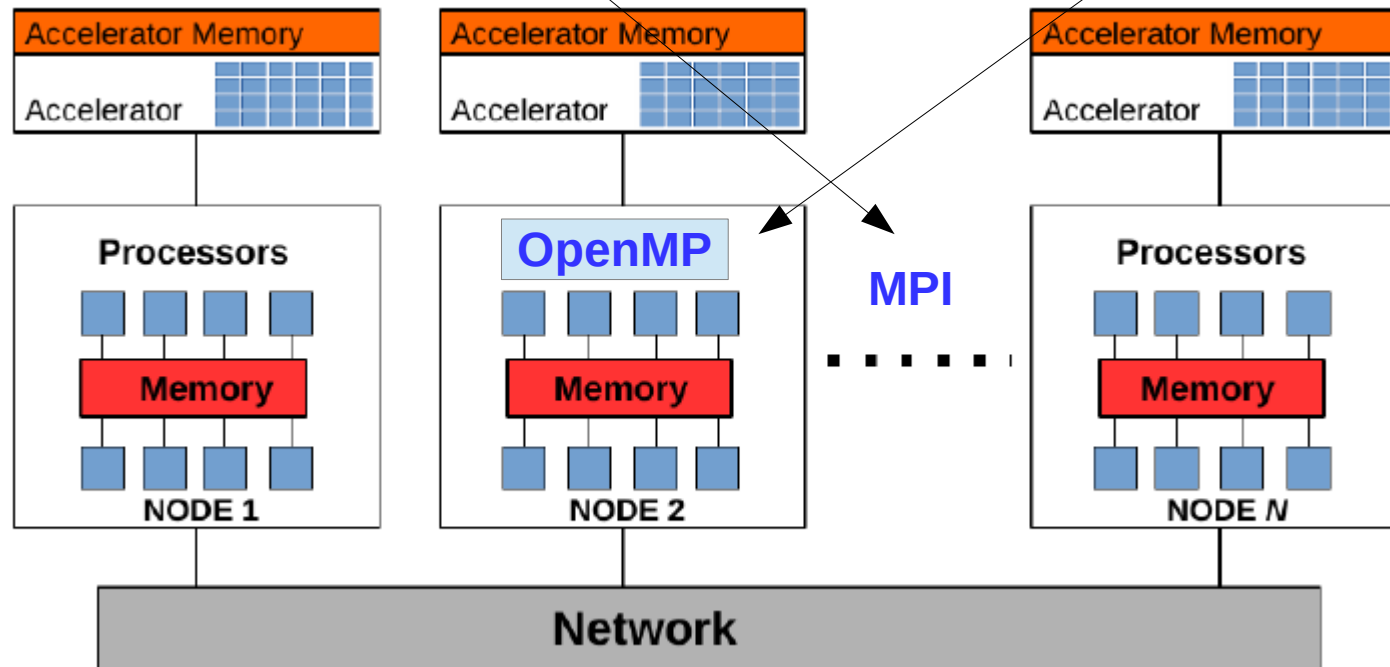 Accelerator Memory
Accelerator
Accelerator Memory
Accelerator
Accelerator Memory
Accelerator
Processors
Memory
NODE 1
OpenMP
Memory
NODE 2
MPI
Processors
Memory
NODE N
Network